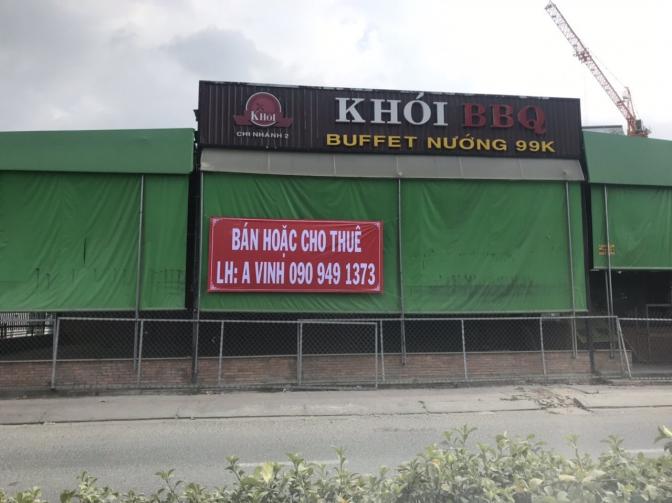 KHÓI
CHI NHÁNH 2
KHÓI BBQ
BUFFET NƯỚNG 99K
BÁN HOẶC CHO THUÊ
LH: A VINH 090 949 1373